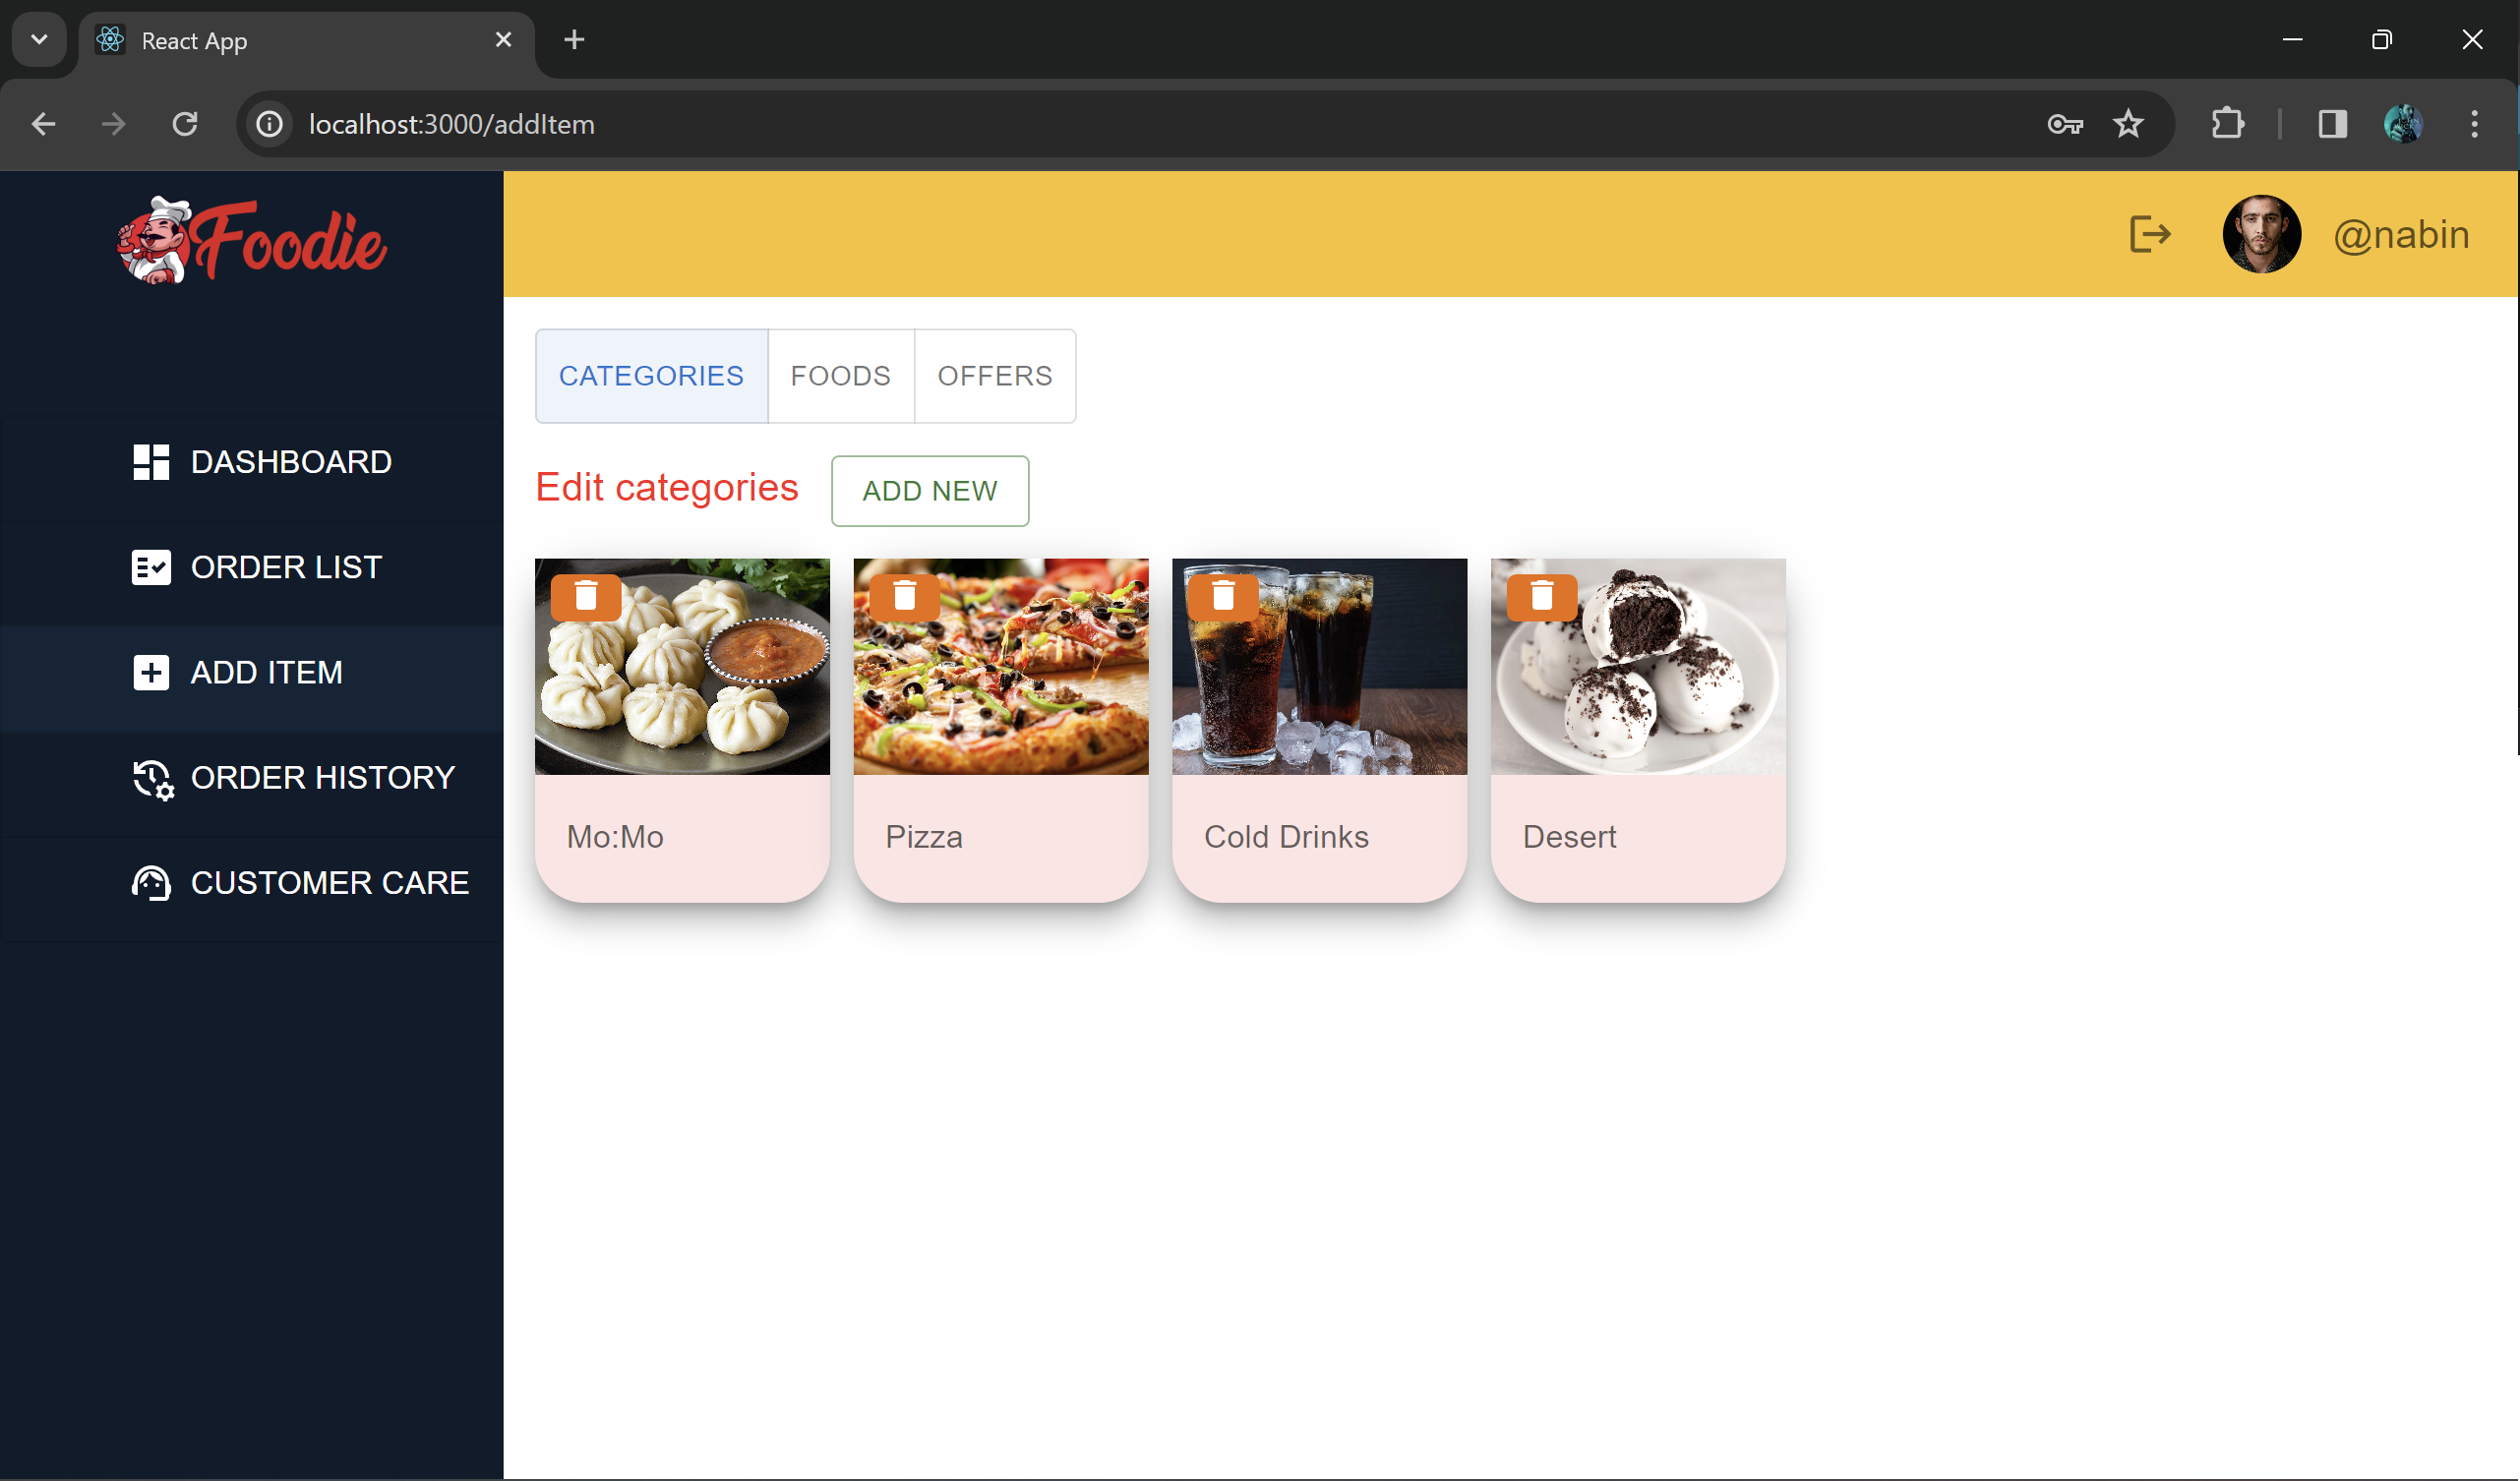 React App
localhost:3000/addItem
Foodie
@nabin
CATEGORIES FOODS OFFERS
Edit categories ADD NEW
DASHBOARD
ORDER LIST
ADD ITEM
ORDER HISTORY
CUSTOMER CARE
Mo:Mo Pizza Cold Drinks Desert